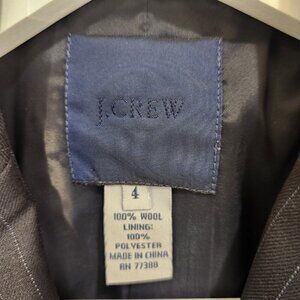 J.CREW
4
100% WOOL
LINING:
100%
POLYESTER
MADE IN CHINA
RN 77388